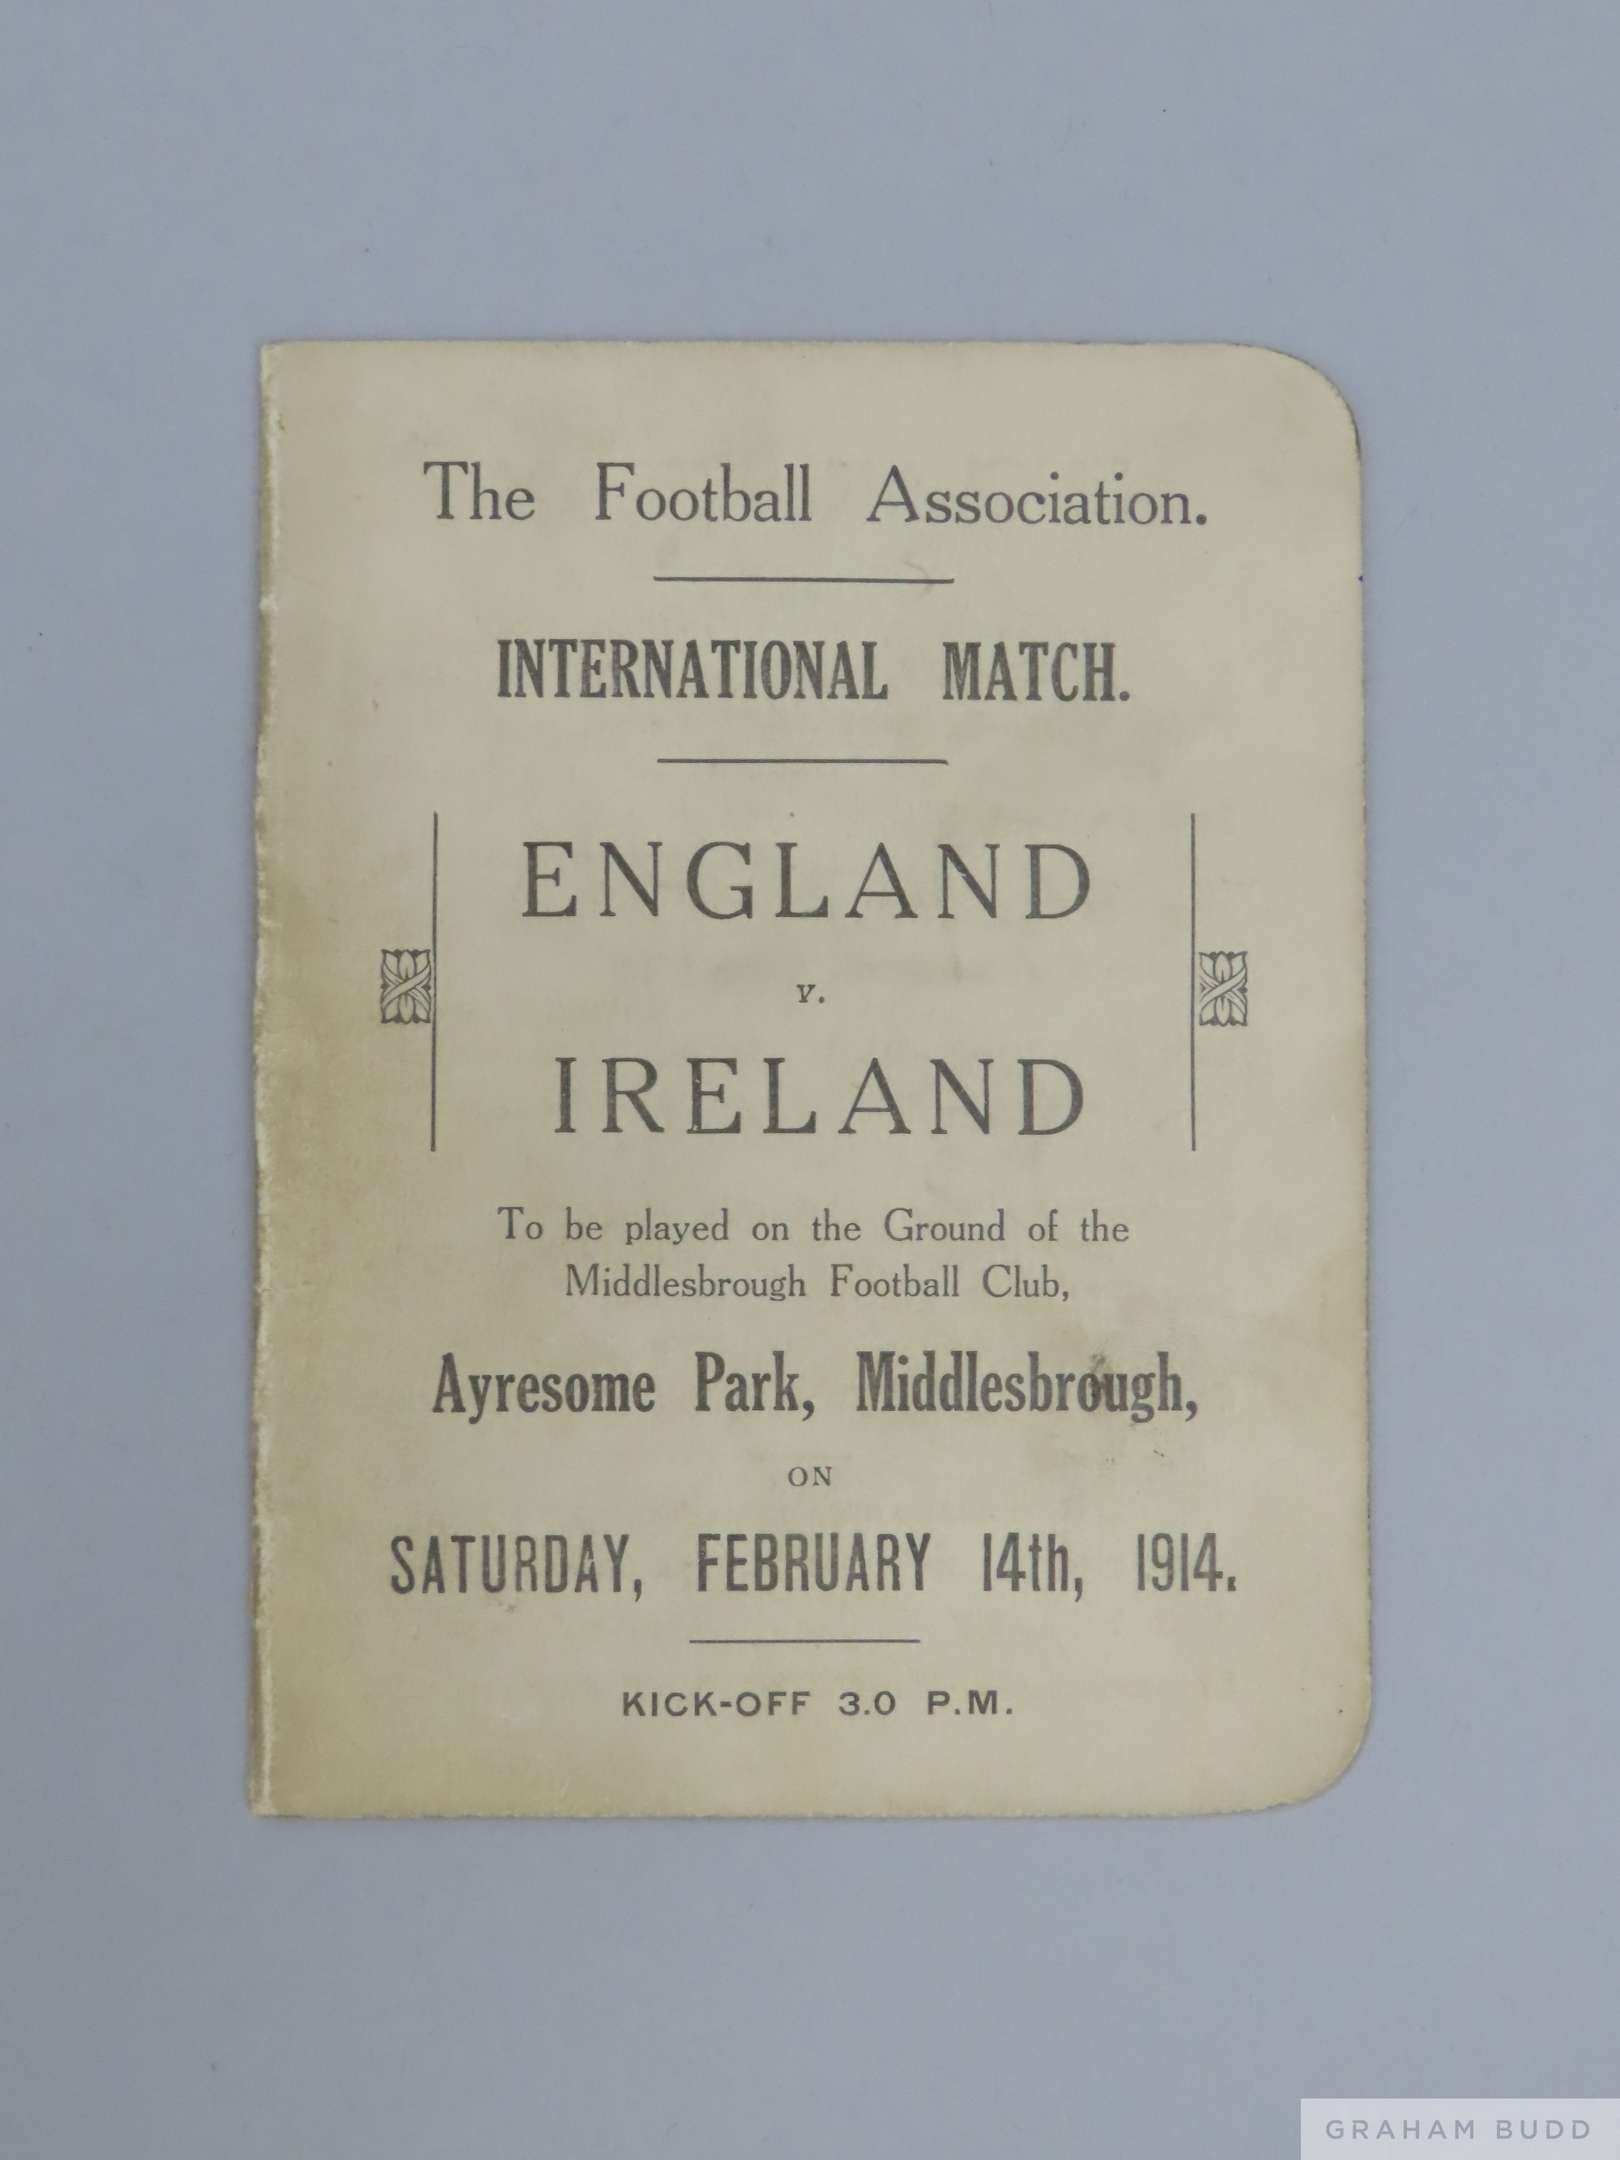 The Football Association.
INTERNATIONAL MATCH.
ENGLAND
v.
IRELAND
To be played on the Ground of the
Middlesbrough Football Club,
Ayresome Park, Middlesbrough,
ON
SATURDAY, FEBRUARY 14th, 1914.
KICK-OFF 3.0 P.M.
GRAHAM BUDD